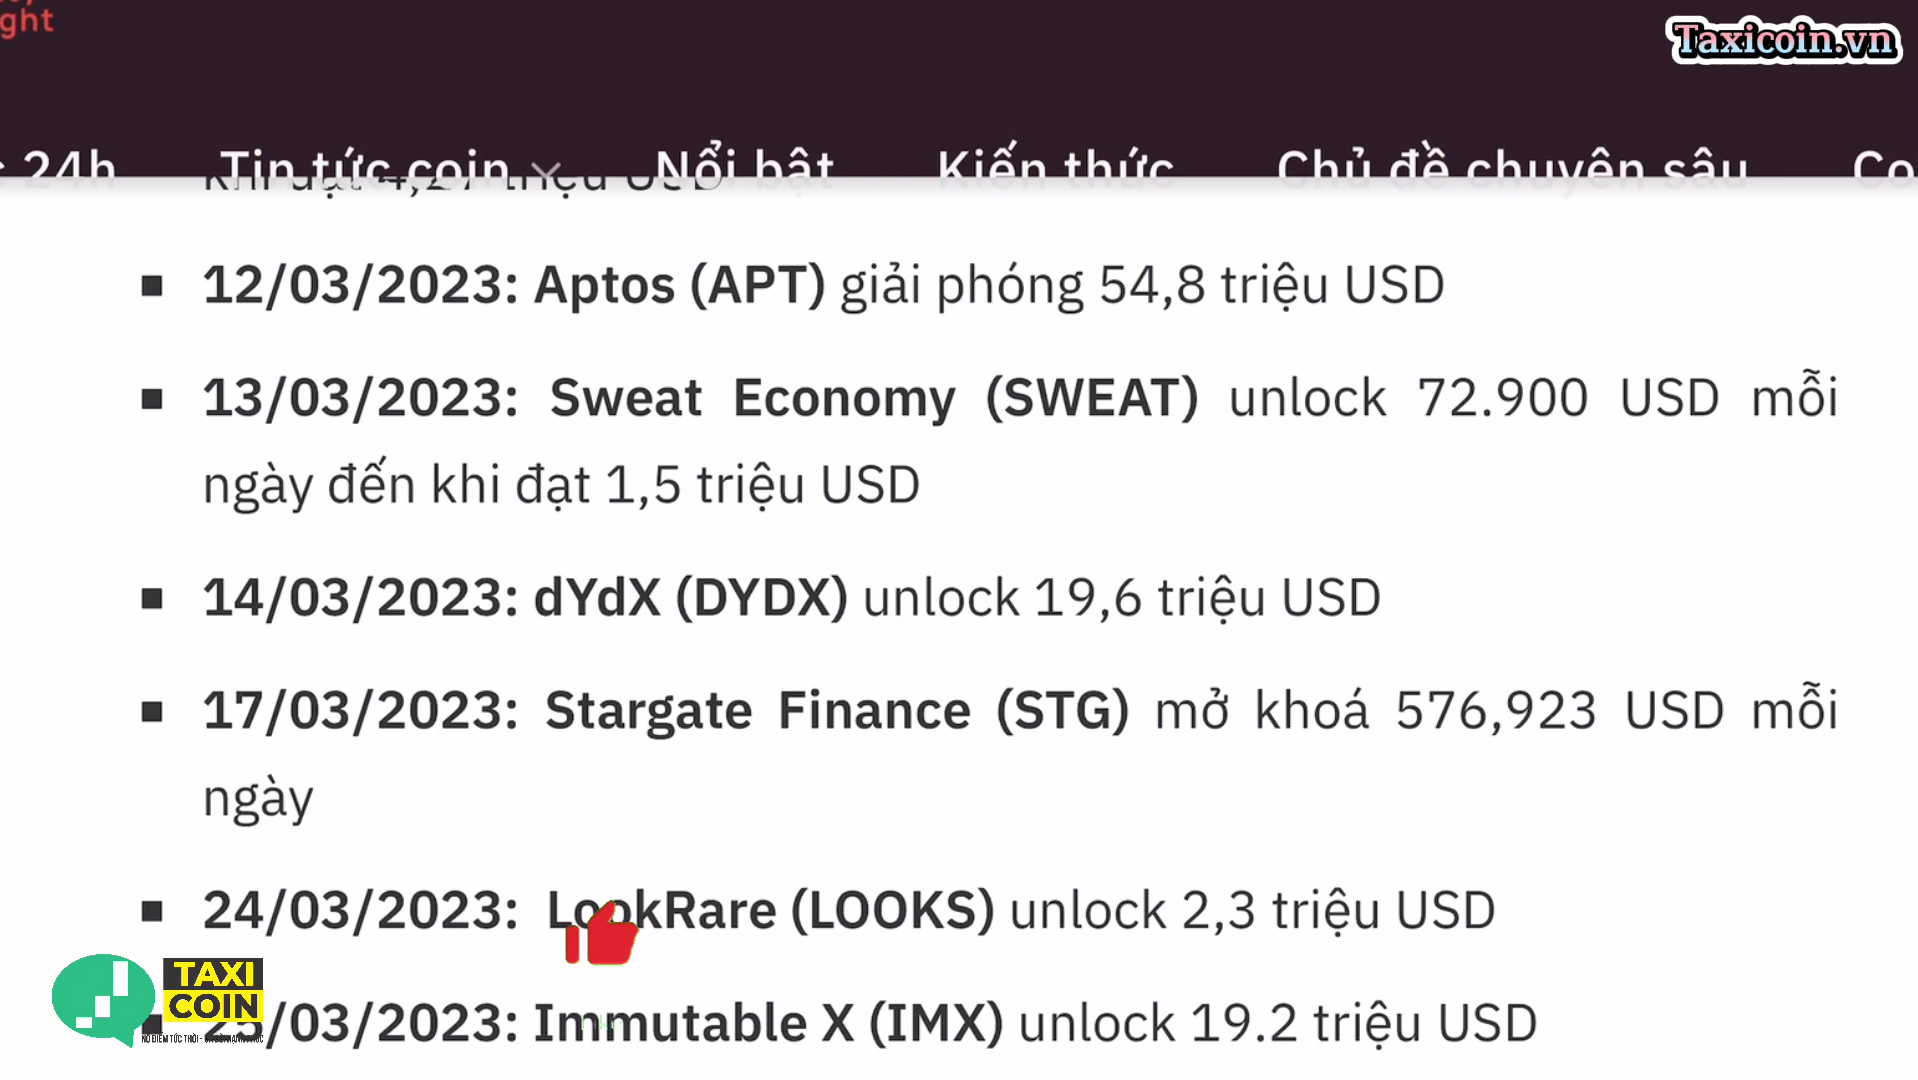 ght
Taxicoin.vn
24h Tin tức coin Nổi bật Kiến thức Chủ đề chuyên sâu Co
12/03/2023: Aptos (APT) giải phóng 54,8 triệu USD
13/03/2023: Sweat Economy (SWEAT) unlock 72.900 USD mỗi
ngày đến khi đạt 1,5 triệu USD
14/03/2023: dYdX (DYDX) unlock 19,6 triệu USD
17/03/2023: Stargate Finance (STG) mở khoá 576,923 USD mỗi
ngày
24/03/2023: LookRare (LOOKS) unlock 2,3 triệu USD
TAXI
COIN
25/03/2023: Immutable X (IMX) unlock 19.2 triệu USD